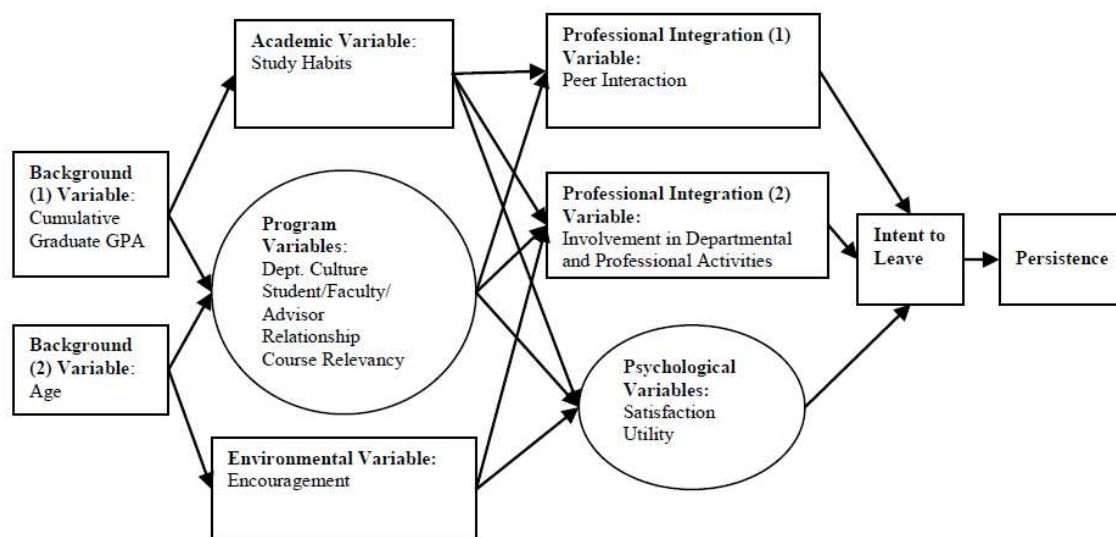 Academic Variable:
Study Habits
Professional Integration (1)
Variable:
Peer Interaction
Background
(1) Variable:
Cumulative
Graduate GPA
Program
Variables:
Dept. Culture
Student/Faculty/
Advisor
Relationship
Course Relevancy
Professional Integration (2)
Variable:
Involvement in Departmental
and Professional Activities
Intent to
Leave
Persistence
Background
(2) Variable:
Age
Psychological
Variables:
Satisfaction
Utility
Environmental Variable:
Encouragement